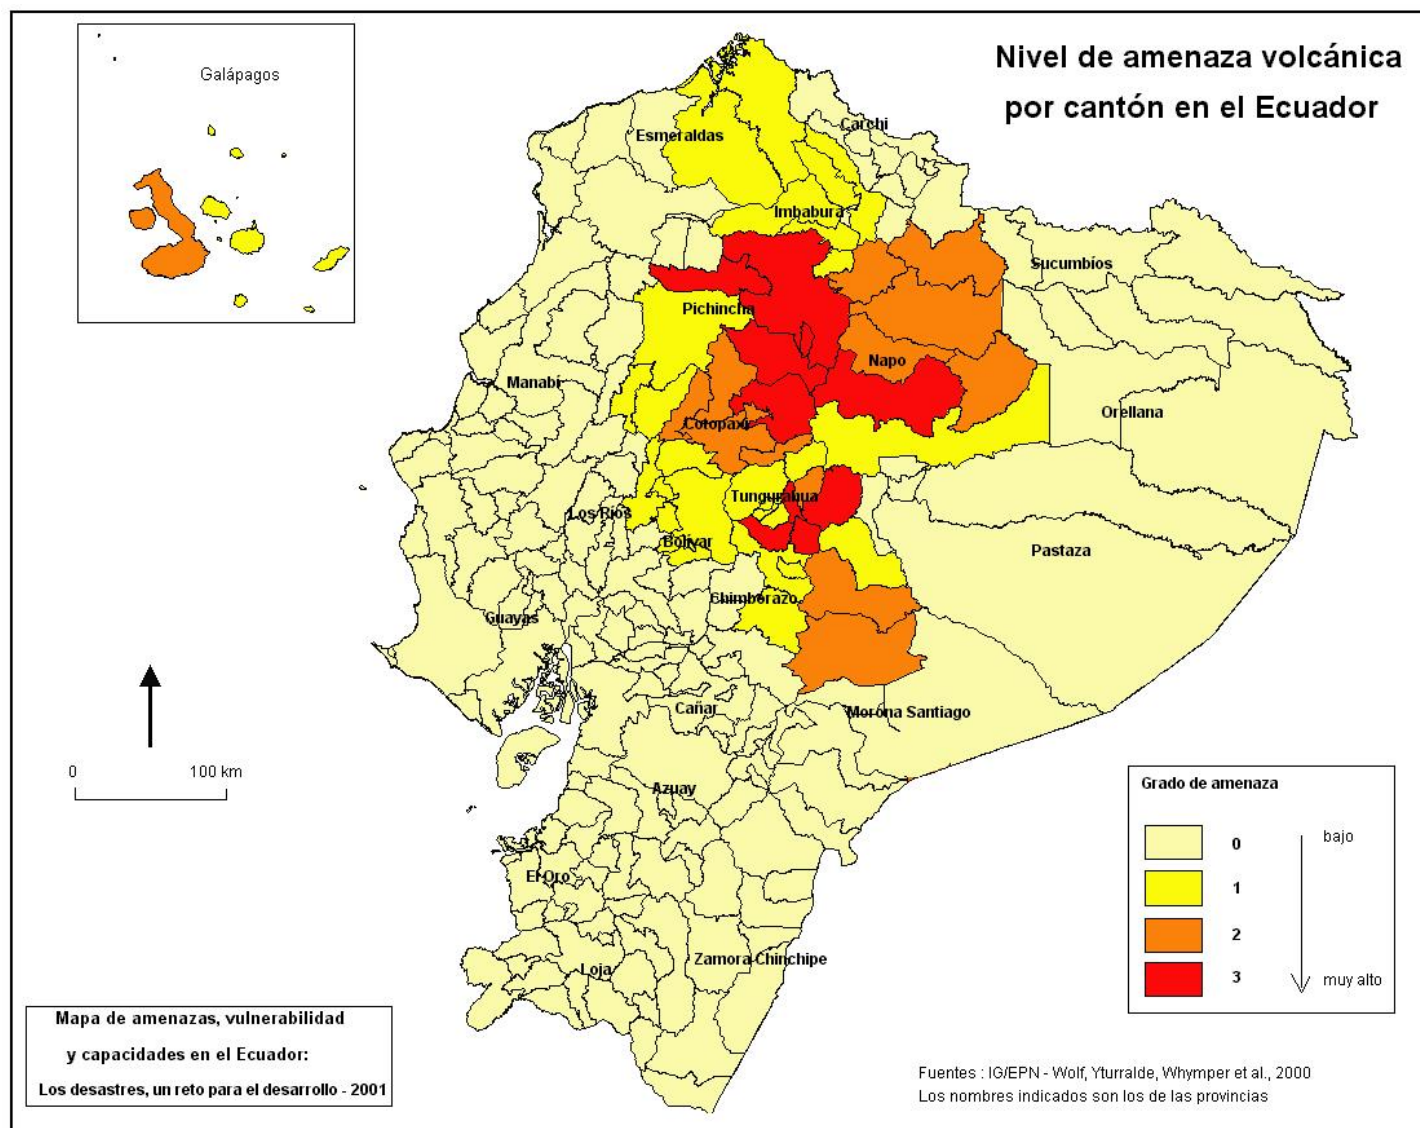 Nivel de amenaza volcánica
por cantón en el Ecuador
Galápagos
Esmeraldas
Carchi
Imbabura
Sucumbíos
Pichincha
Napo
Manabí
Orellana
Cotopaxi
Tungurahua
Los Ríos
Bolívar
Pastaza
Chimborazo
Guayas
Cañar
Morona Santiago
Azuay
El Oro
Zamora Chinchipe
Loja
0 100 km
Grado de amenaza
0 bajo
1
2
3 muy alto
Mapa de amenazas, vulnerabilidad
y capacidades en el Ecuador:
Los desastres, un reto para el desarrollo - 2001
Fuentes : IG/EPN - Wolf, Yturralde, Whymper et al., 2000
Los nombres indicados son los de las provincias